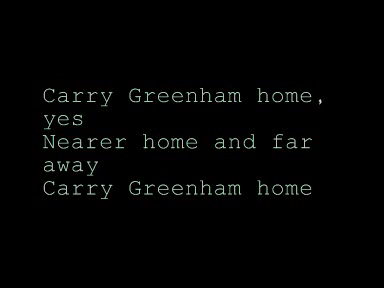 Carry Greenham home,
yes
Nearer home and far
away
Carry Greenham home